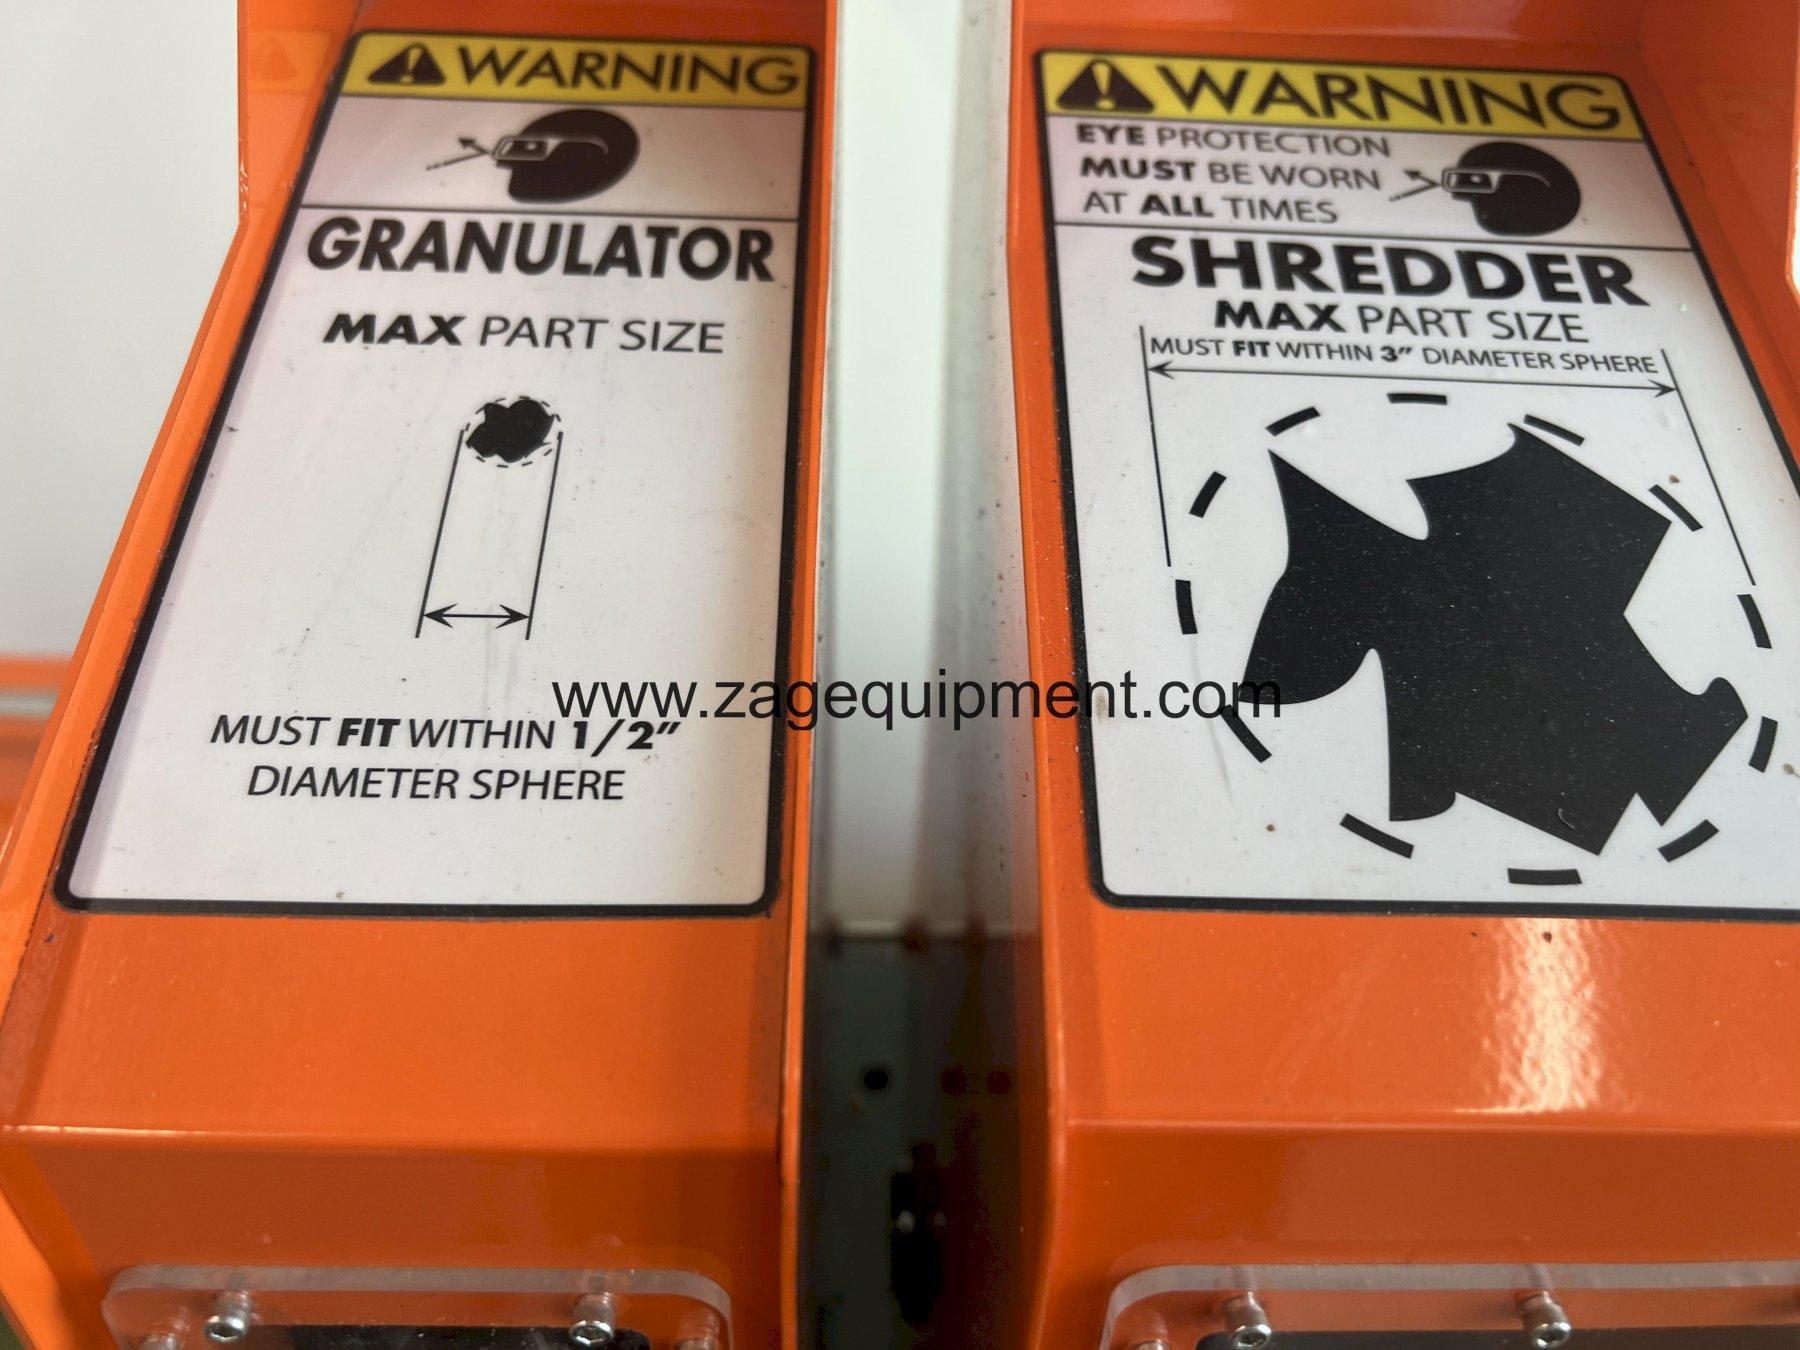 WARNING
GRANULATOR
MAX PART SIZE
MUST FIT WITHIN 1/2"
DIAMETER SPHERE
WARNING
EYE PROTECTION
MUST BE WORN
AT ALL TIMES
SHREDDER
MAX PART SIZE
MUST FIT WITHIN 3" DIAMETER SPHERE
www.zagequipment.com